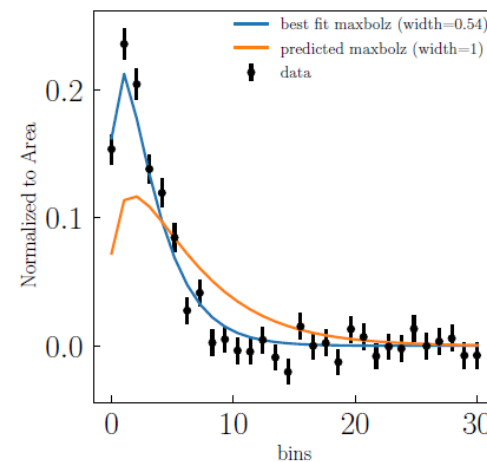 best fit maxbolz (width=0.54)
predicted maxbolz (width=1)
data
Normalized to Area
0.2
0.1
0.0
0 10 20 30
bins